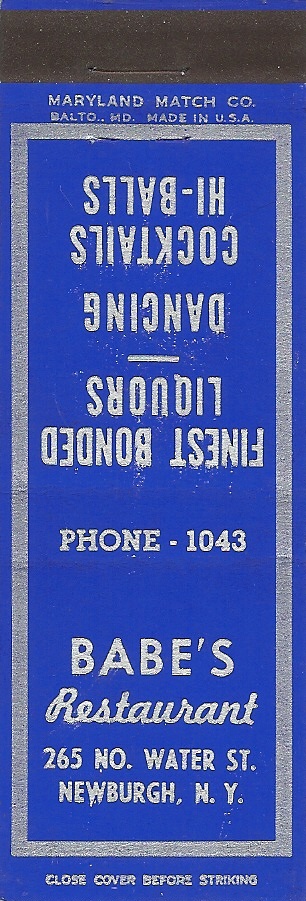 MARYLAND MATCH CO.
BALTO., MD. MADE IN U.S.A.
FINEST BONDED
LIQUORS
DANCING
COCKTAILS
HI-BALLS
PHONE - 1043
BABE'S
Restaurant
265 NO. WATER ST.
NEWBURGH, N. Y.
CLOSE COVER BEFORE STRIKING